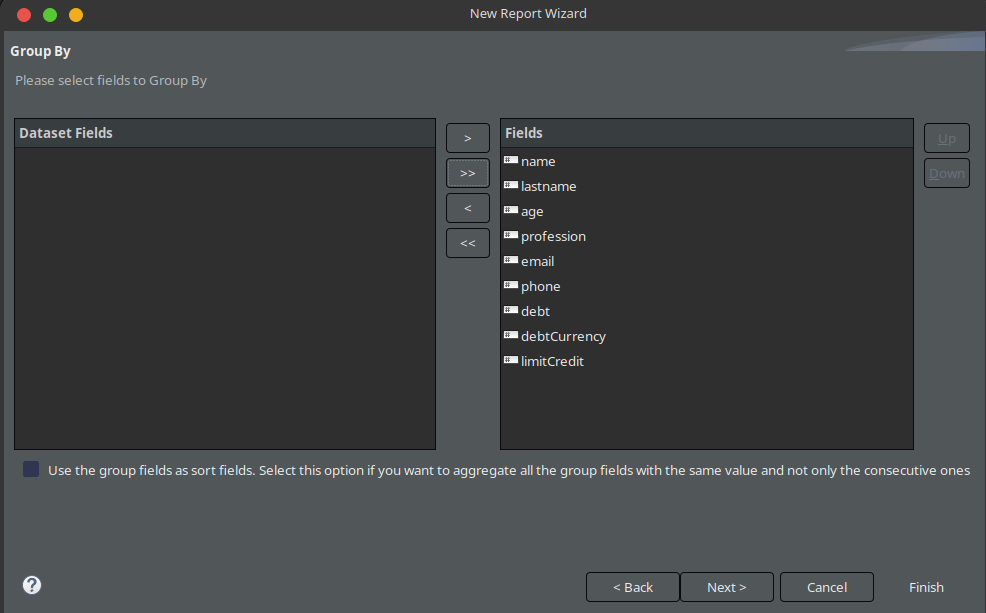 New Report Wizard
Group By
Please select fields to Group By
Dataset Fields
>
>>
<
<<
Fields
name
lastname
age
profession
email
phone
debt
debtCurrency
limitCredit
Up
Down
Use the group fields as sort fields. Select this option if you want to aggregate all the group fields with the same value and not only the consecutive ones
?
< Back
Next >
Cancel
Finish